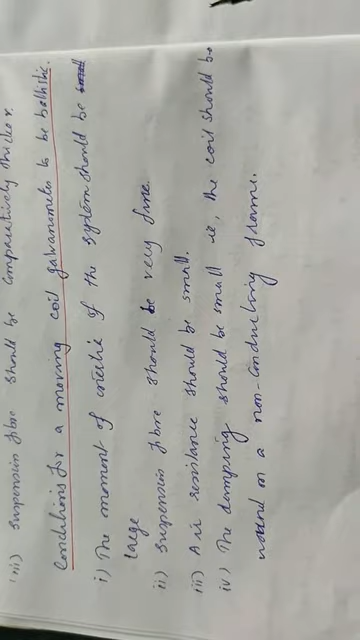 iii) Suspension fibre should be comparitively thicker.
Conditions for a moving coil galvanometer to be ballistic.
i) The moment of inertia of the system should be
large
ii) Suspension fibre should be very fine.
iii) Air resistance should be small.
iv) The damping should be small ie, the coil should be
wound on a non-conducting frame.